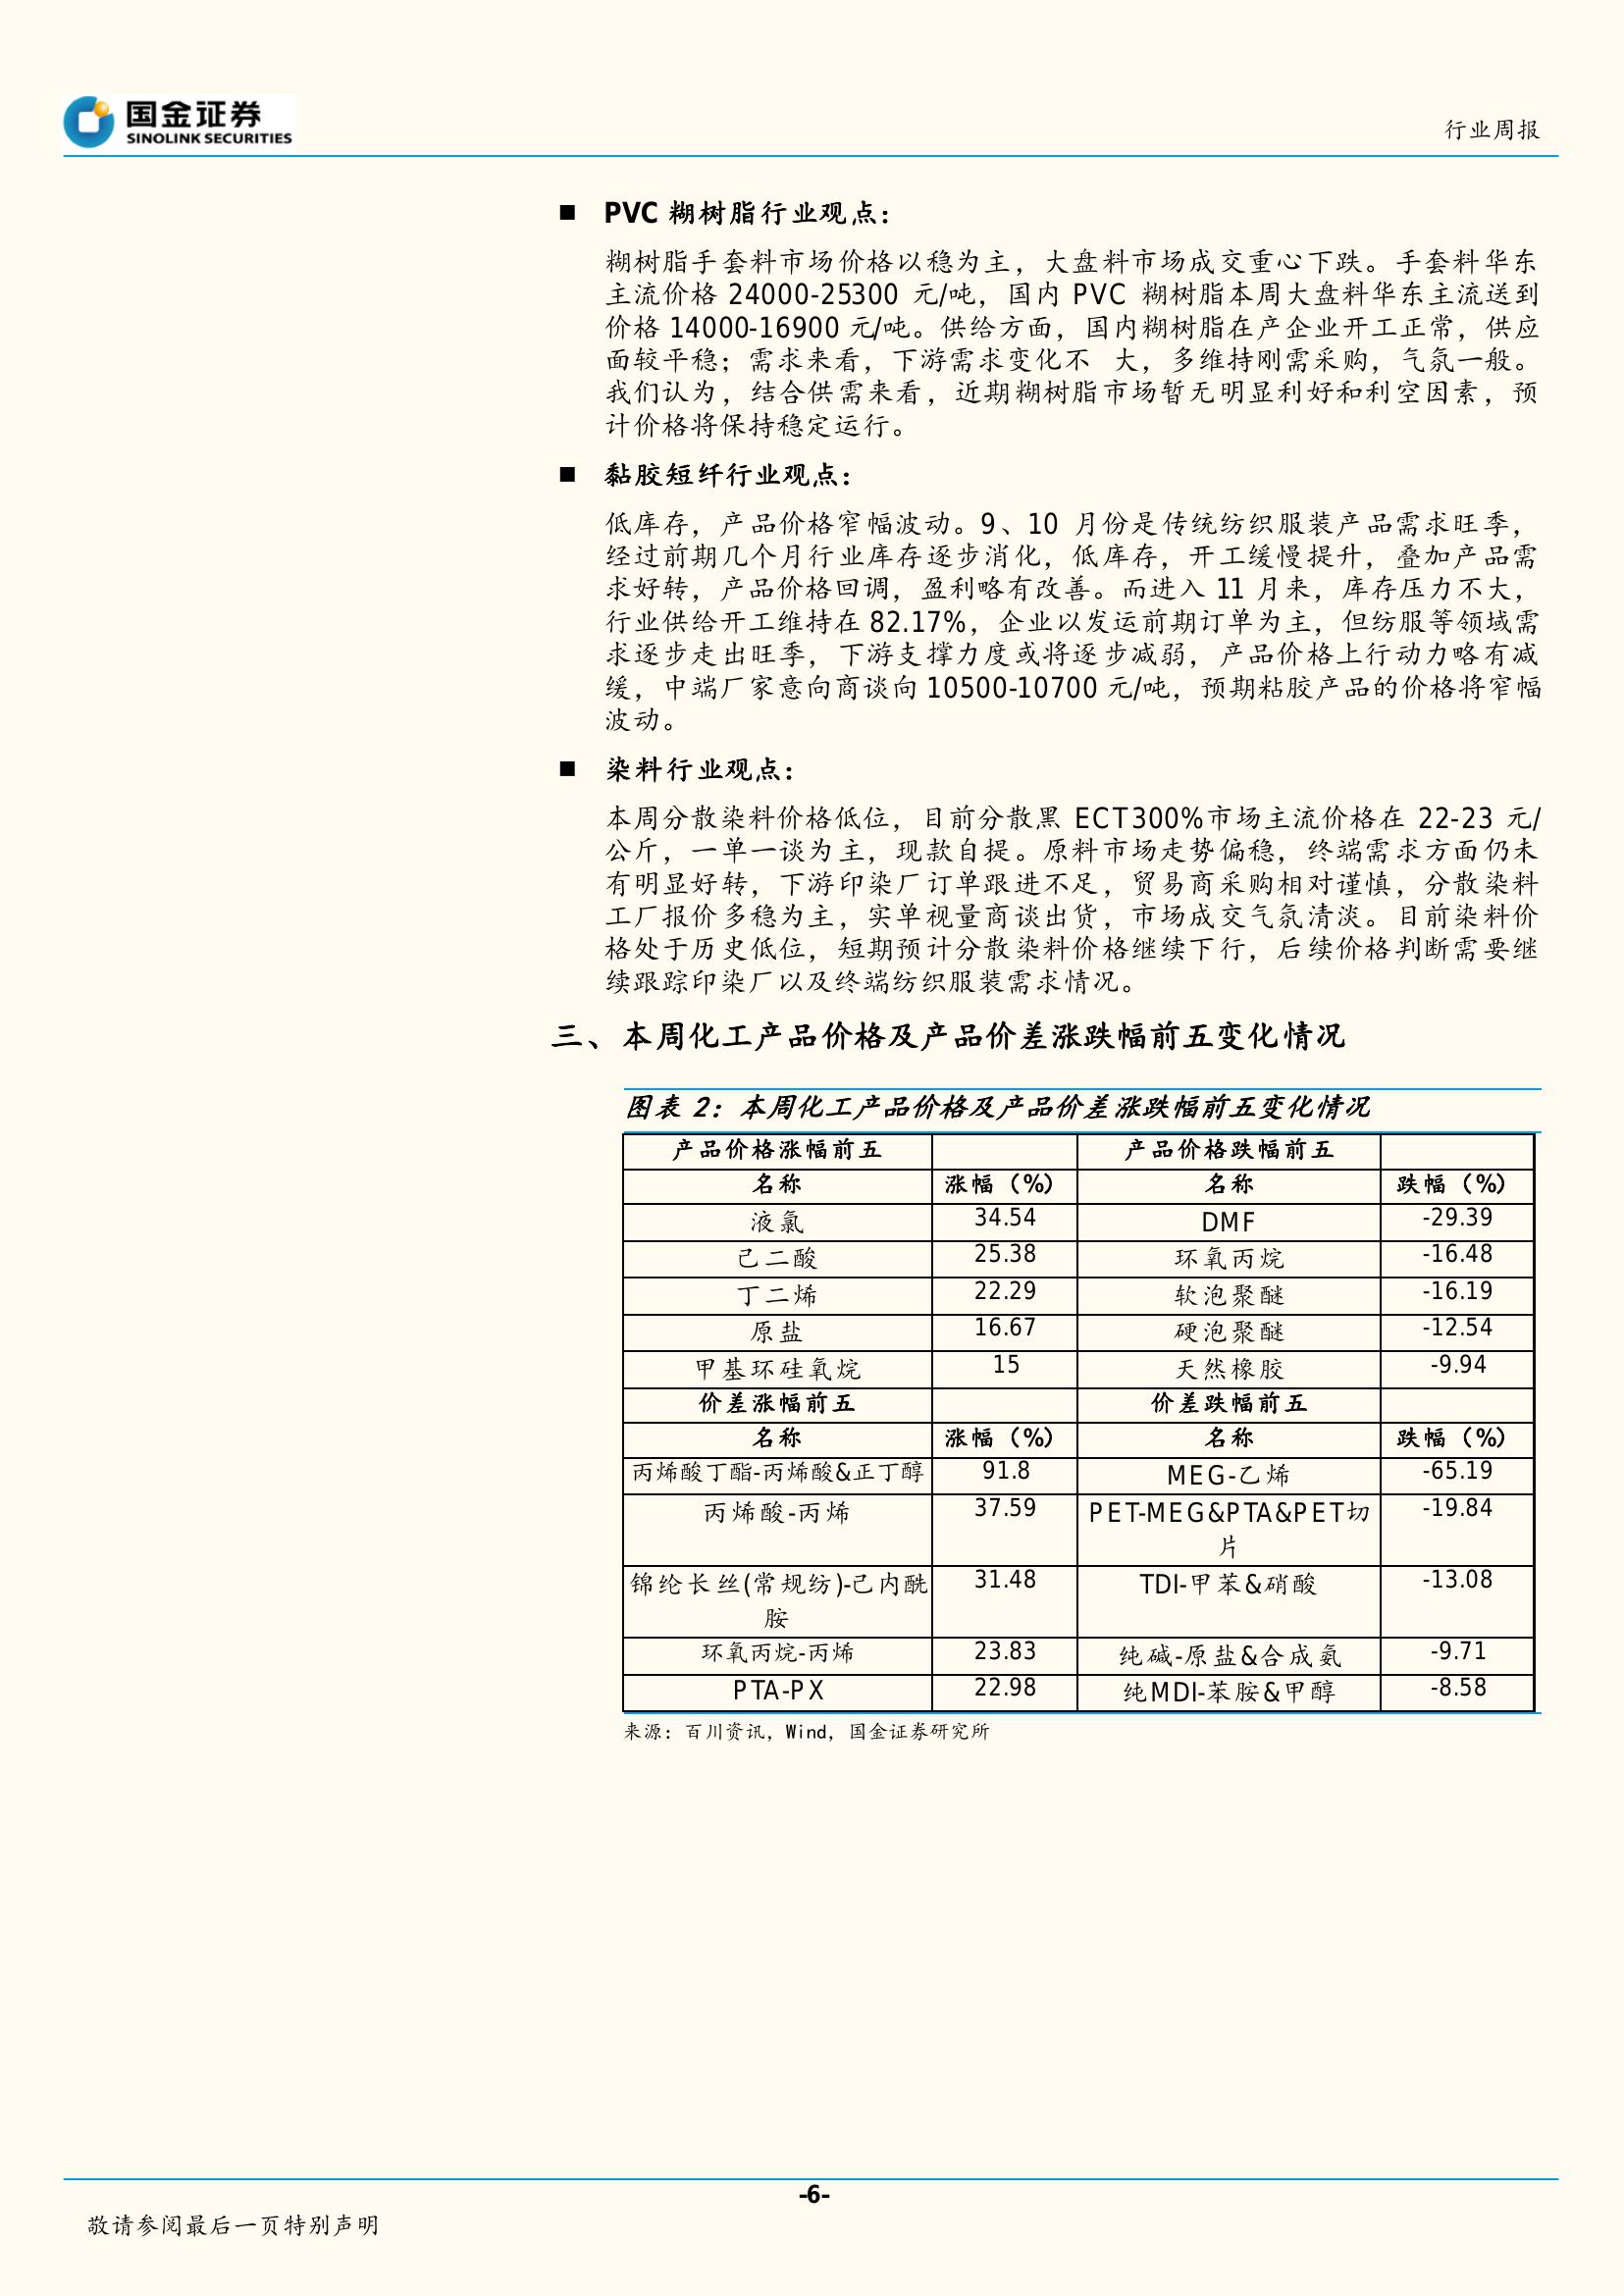 国金证券
SINOLINK SECURITIES
行业周报
■ PVC 糊树脂行业观点：
糊树脂手套料市场价格以稳为主，大盘料市场成交重心下跌。手套料华东
主流价格 24000-25300 元/吨，国内 PVC 糊树脂本周大盘料华东主流送到
价格 14000-16900 元/吨。供给方面，国内糊树脂在产企业开工正常，供应
面较平稳；需求来看，下游需求变化不 大，多维持刚需采购，气氛一般。
我们认为，结合供需来看，近期糊树脂市场暂无明显利好和利空因素，预
计价格将保持稳定运行。
■ 黏胶短纤行业观点：
低库存，产品价格窄幅波动。9、10 月份是传统纺织服装产品需求旺季，
经过前期几个月行业库存逐步消化，低库存，开工缓慢提升，叠加产品需
求好转，产品价格回调，盈利略有改善。而进入 11 月来，库存压力不大，
行业供给开工维持在 82.17%，企业以发运前期订单为主，但纺服等领域需
求逐步走出旺季，下游支撑力度或将逐步减弱，产品价格上行动力略有减
缓，中端厂家意向商谈向 10500-10700 元/吨，预期粘胶产品的价格将窄幅
波动。
■ 染料行业观点：
本周分散染料价格低位，目前分散黑 ECT300%市场主流价格在 22-23 元/
公斤，一单一谈为主，现款自提。原料市场走势偏稳，终端需求方面仍未
有明显好转，下游印染厂订单跟进不足，贸易商采购相对谨慎，分散染料
工厂报价多稳为主，实单视量商谈出货，市场成交气氛清淡。目前染料价
格处于历史低位，短期预计分散染料价格继续下行，后续价格判断需要继
续跟踪印染厂以及终端纺织服装需求情况。
三、本周化工产品价格及产品价差涨跌幅前五变化情况
图表 2：本周化工产品价格及产品价差涨跌幅前五变化情况
产品价格涨幅前五 产品价格跌幅前五
名称 涨幅（%） 名称 跌幅（%）
液氯 34.54 DMF -29.39
己二酸 25.38 环氧丙烷 -16.48
丁二烯 22.29 软泡聚醚 -16.19
原盐 16.67 硬泡聚醚 -12.54
甲基环硅氧烷 15 天然橡胶 -9.94
价差涨幅前五 价差跌幅前五
名称 涨幅（%） 名称 跌幅（%）
丙烯酸丁酯-丙烯酸&正丁醇 91.8 MEG-乙烯 -65.19
丙烯酸-丙烯 37.59 PET-MEG&PTA&PET切
片 -19.84
锦纶长丝(常规纺)-己内酰
胺 31.48 TDI-甲苯&硝酸 -13.08
环氧丙烷-丙烯 23.83 纯碱-原盐&合成氨 -9.71
PTA-PX 22.98 纯MDI-苯胺&甲醇 -8.58
来源：百川资讯，Wind，国金证券研究所
-6-
敬请参阅最后一页特别声明